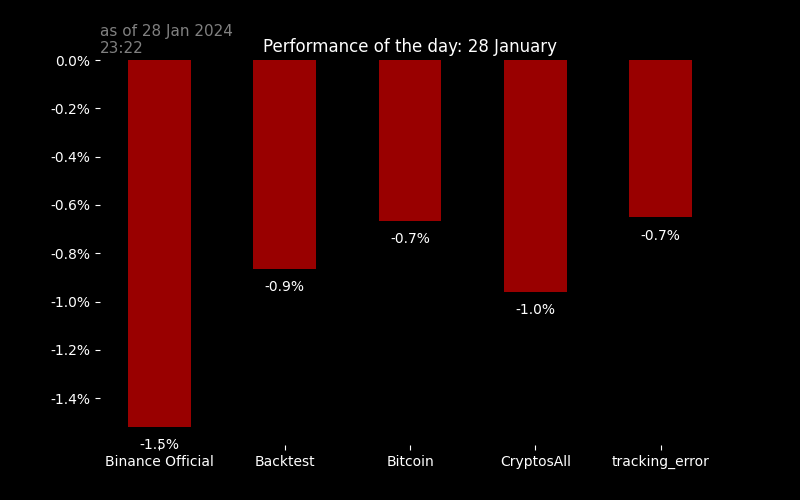 as of 28 Jan 2024
23:22
Performance of the day: 28 January
0.0%
-0.2%
-0.4%
-0.6%
-0.8%
-1.0%
-1.2%
-1.4%
-1.5%
-0.9%
-0.7%
-1.0%
-0.7%
Binance Official
Backtest
Bitcoin
CryptosAll
tracking_error